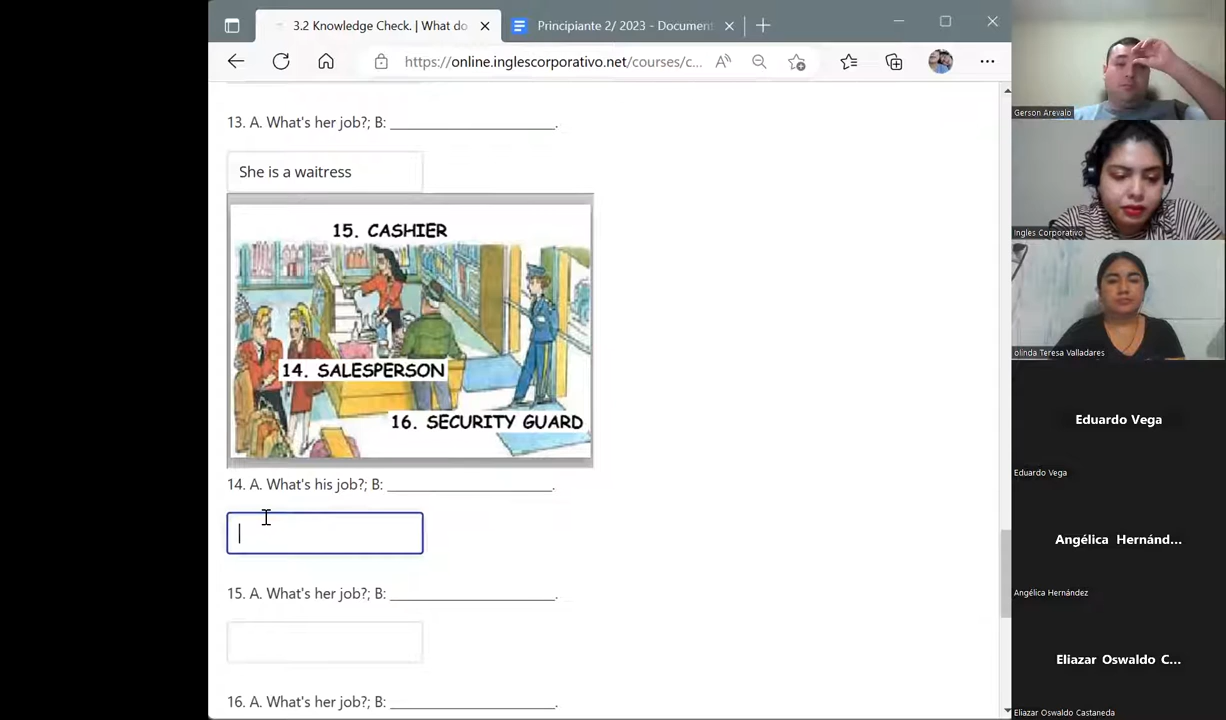 3.2 Knowledge Check. | What do
Principiante 2/ 2023 - Document
https://online.inglescorporativo.net/courses/c...
13. A. What's her job?; B: ____________________.
She is a waitress
15. CASHIER
14. SALESPERSON
16. SECURITY GUARD
14. A. What's his job?; B: ____________________.
15. A. What's her job?; B: ____________________.
16. A. What's her job?; B: ____________________.
Gerson Arevalo
Ingles Corporativo
olinda Teresa Valladares
Eduardo Vega
Eduardo Vega
Angélica Hernánd...
Angélica Hernández
Eliazar Oswaldo C...
Eliazar Oswaldo Castaneda